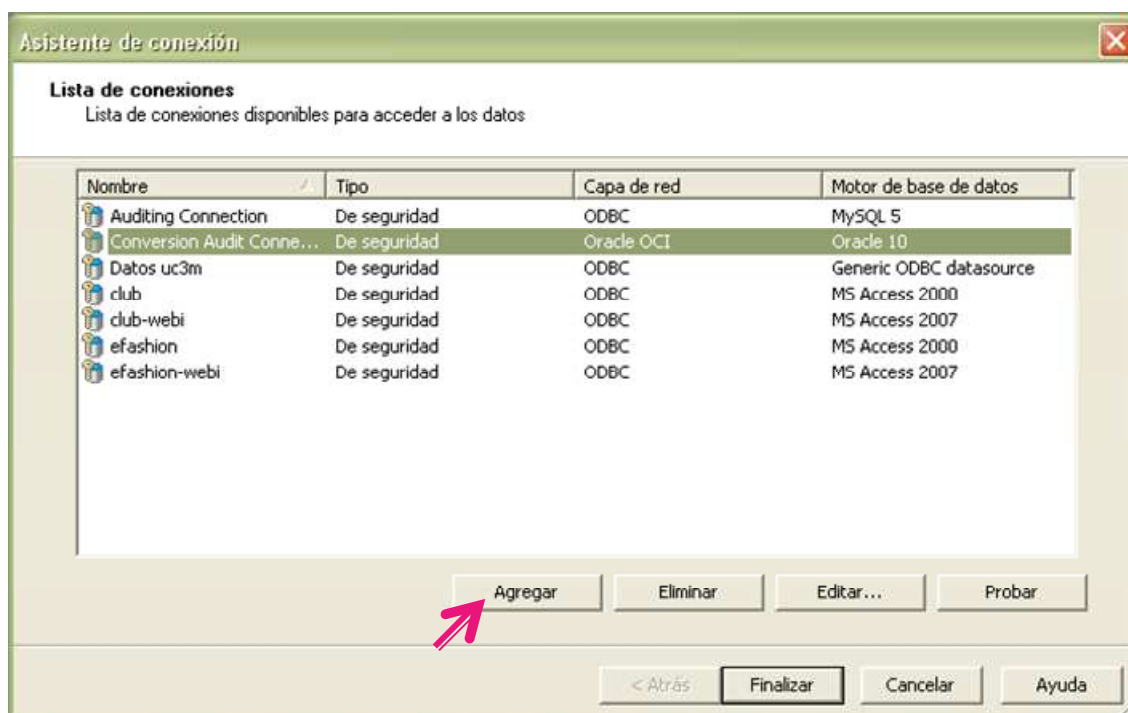 Asistente de conexión
Lista de conexiones
Lista de conexiones disponibles para acceder a los datos
Nombre Tipo Capa de red Motor de base de datos
Auditing Connection De seguridad ODBC MySQL 5
Conversion Audit Conne... De seguridad Oracle OCI Oracle 10
Datos uc3m De seguridad ODBC Generic ODBC datasource
club De seguridad ODBC MS Access 2000
club-webi De seguridad ODBC MS Access 2007
efashion De seguridad ODBC MS Access 2000
efashion-webi De seguridad ODBC MS Access 2007
Agregar Eliminar Editar... Probar
< Atrás Finalizar Cancelar Ayuda